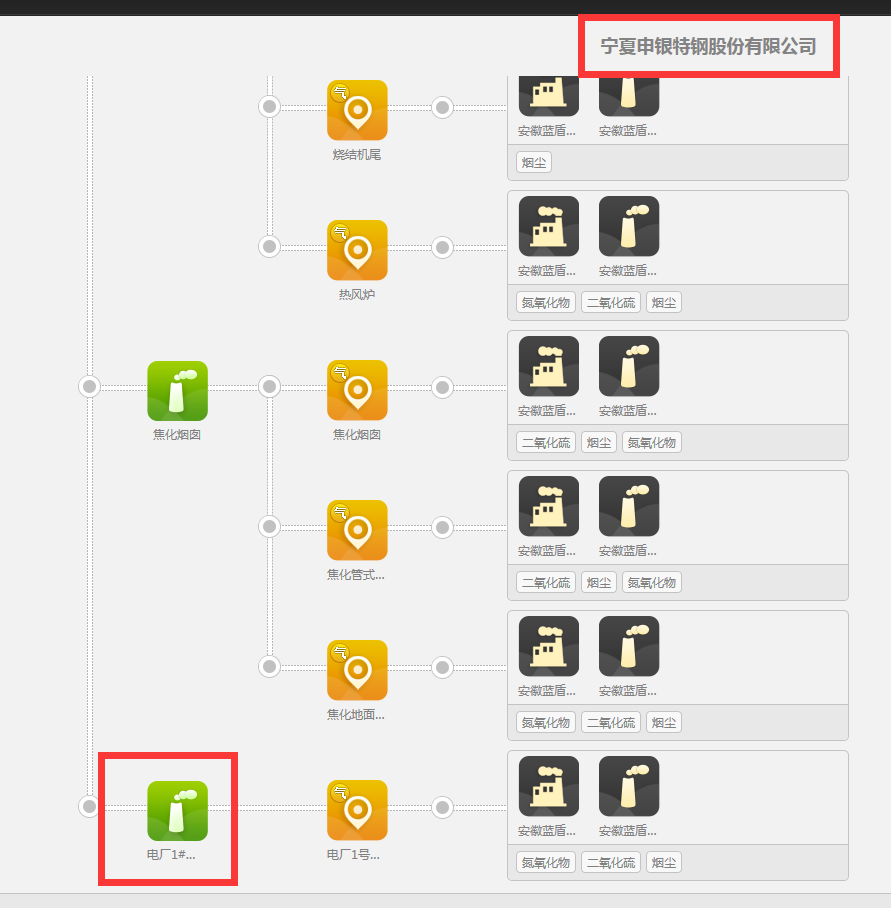 宁夏申银特钢股份有限公司
气
安徽蓝盾... 安徽蓝盾...
烧结机尾
烟尘
气
安徽蓝盾... 安徽蓝盾...
热风炉
氮氧化物 二氧化硫 烟尘
气
安徽蓝盾... 安徽蓝盾...
焦化烟囱 焦化烟囱
二氧化硫 烟尘 氮氧化物
气
安徽蓝盾... 安徽蓝盾...
焦化管式...
二氧化硫 烟尘 氮氧化物
气
安徽蓝盾... 安徽蓝盾...
焦化地面...
氮氧化物 二氧化硫 烟尘
气
安徽蓝盾... 安徽蓝盾...
电厂1#... 电厂1号...
氮氧化物 二氧化硫 烟尘